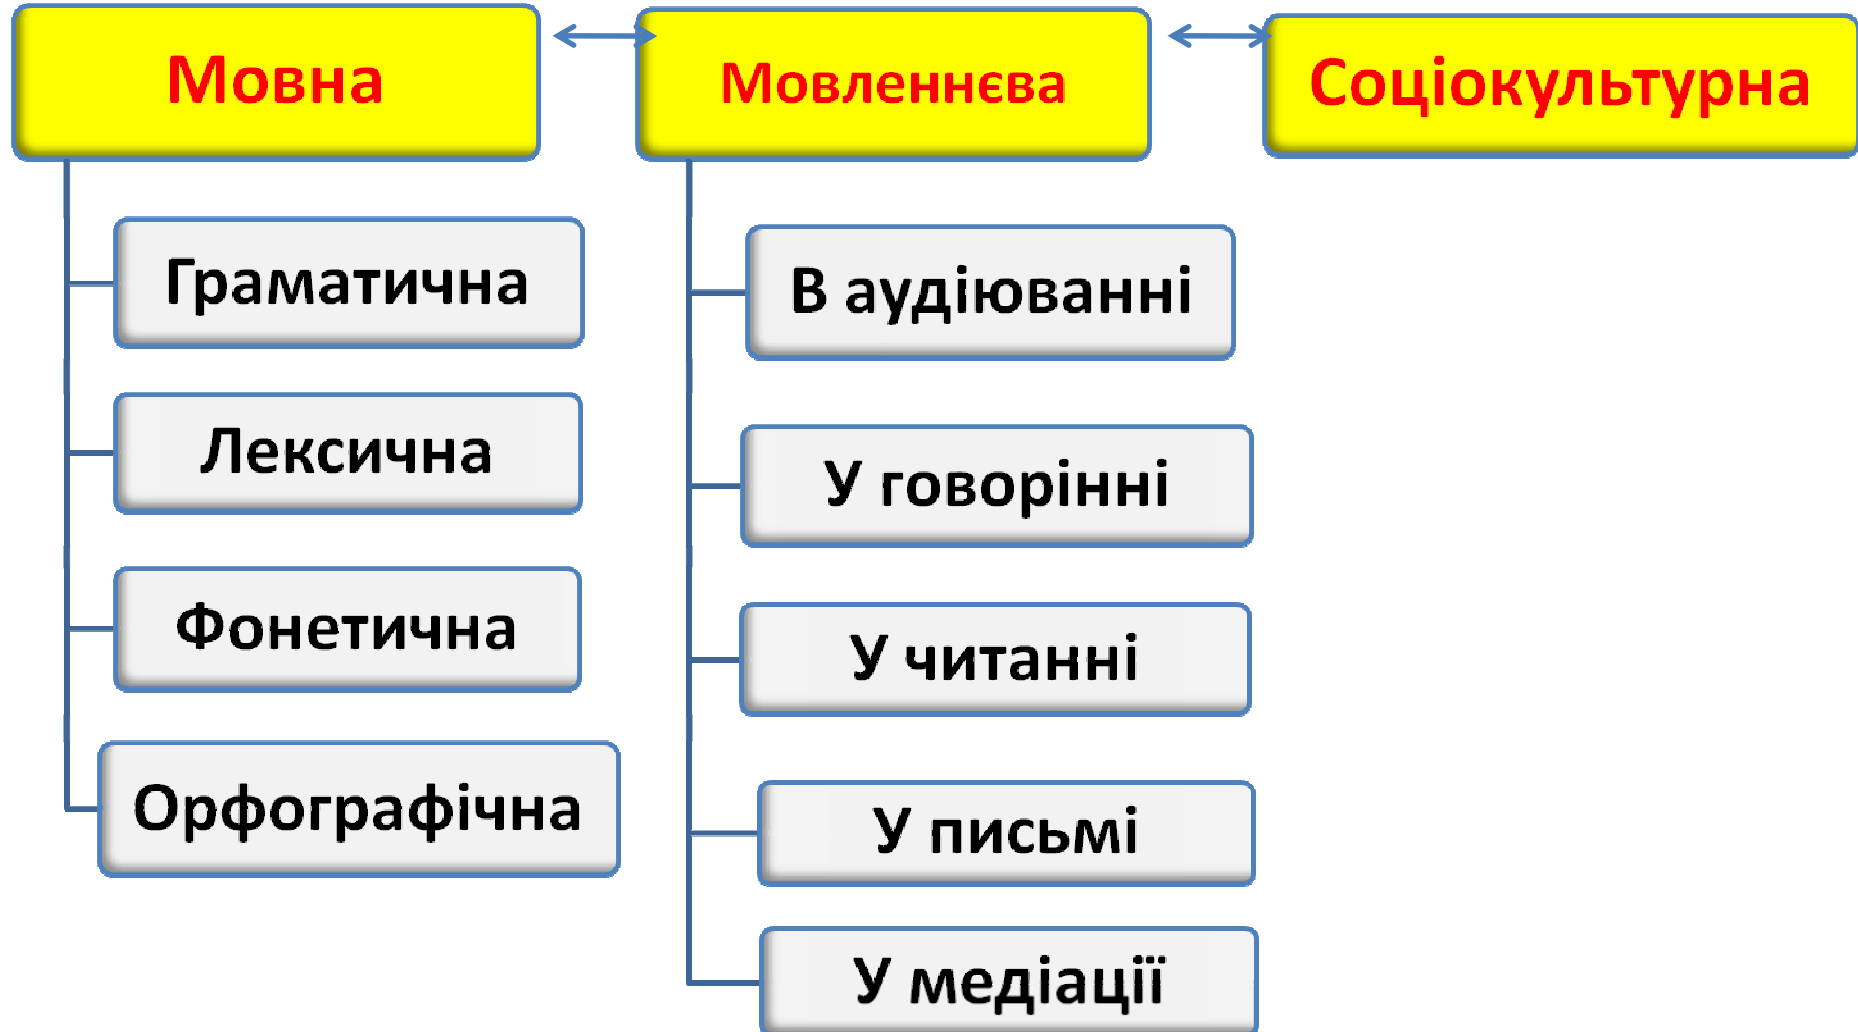 Мовна
Граматична
Лексична
Фонетична
Орфографічна
Мовленнєва
В аудіюванні
У говорінні
У читанні
У письмі
У медіації
Соціокультурна